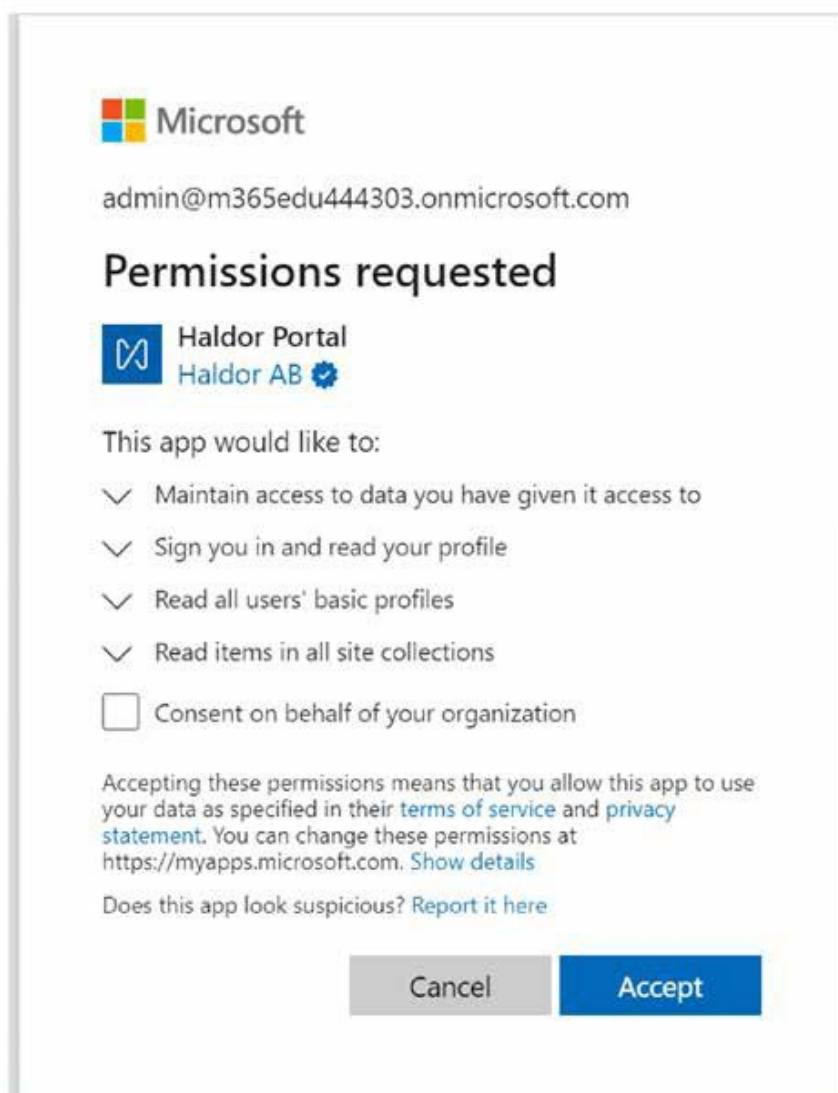 Microsoft
admin@m365edu444303.onmicrosoft.com
Permissions requested
Haldor Portal
Haldor AB
This app would like to:
Maintain access to data you have given it access to
Sign you in and read your profile
Read all users' basic profiles
Read items in all site collections
Consent on behalf of your organization
Accepting these permissions means that you allow this app to use
your data as specified in their terms of service and privacy
statement. You can change these permissions at
https://myapps.microsoft.com. Show details
Does this app look suspicious? Report it here
Cancel
Accept